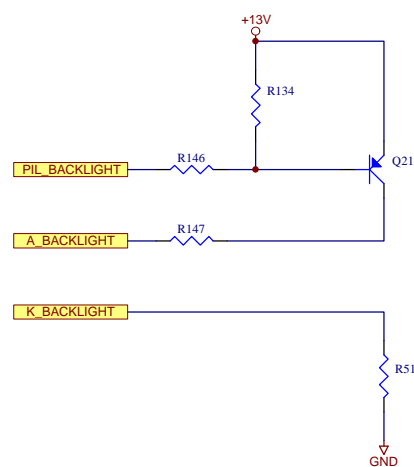 +13V
R134
R146
PIL_BACKLIGHT
Q21
R147
A_BACKLIGHT
K_BACKLIGHT
R51
GND